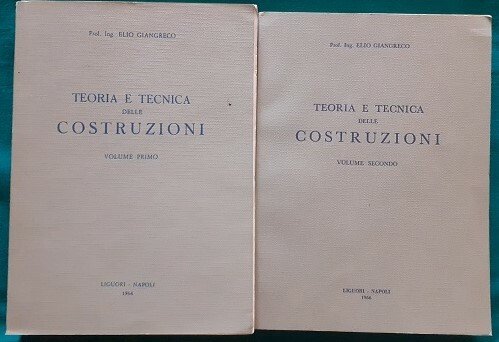 Prof. Ing. ELIO GIANGRECO
TEORIA E TECNICA
DELLE
COSTRUZIONI
VOLUME PRIMO
LIGUORI - NAPOLI
1964
Prof. Ing. ELIO GIANGRECO
TEORIA E TECNICA
DELLE
COSTRUZIONI
VOLUME SECONDO
LIGUORI - NAPOLI
1966